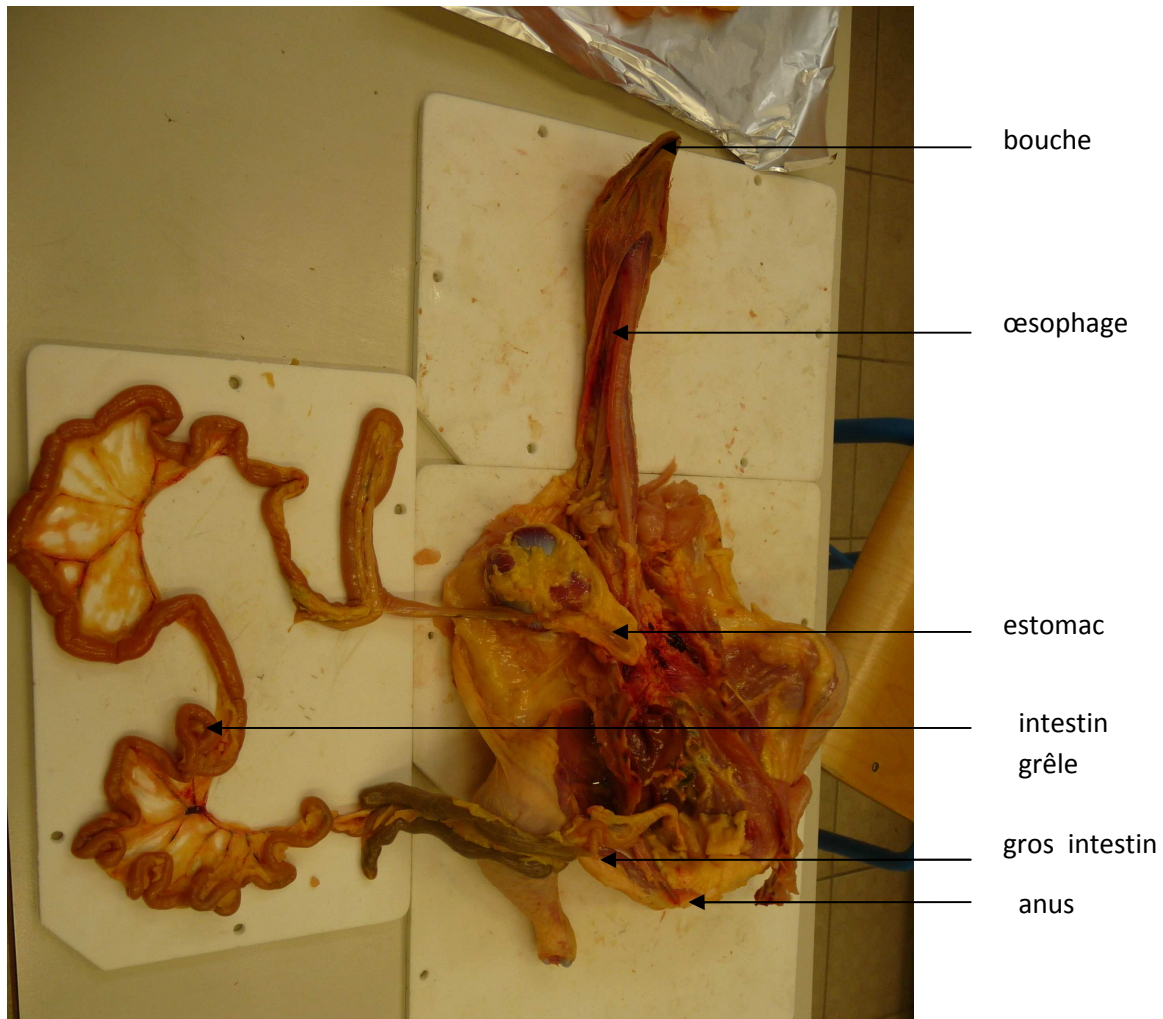 bouche
œsophage
estomac
intestin
grêle
gros intestin
anus